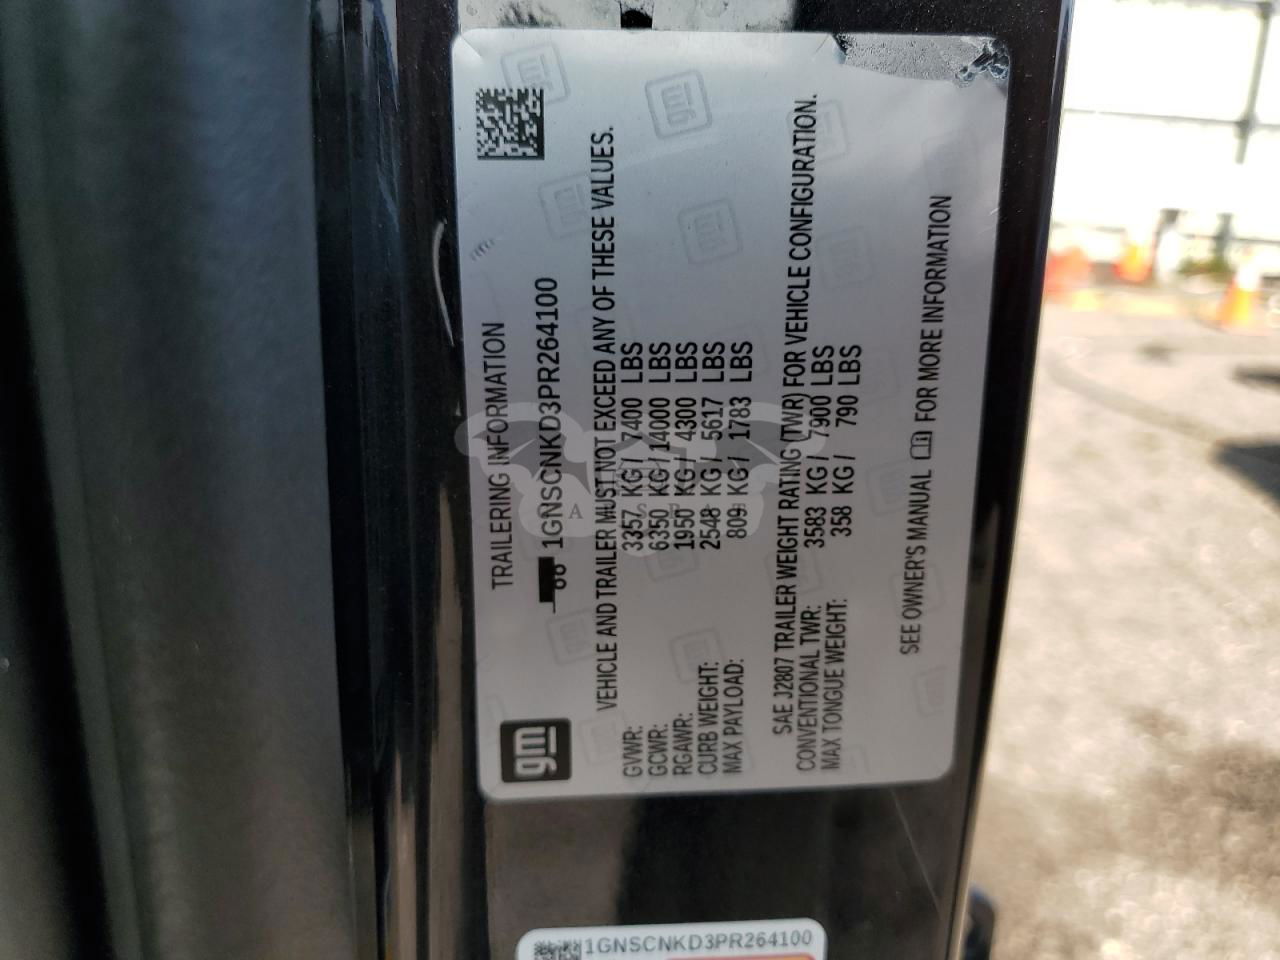 gm
TRAILERING INFORMATION
1GNSCNKD3PR264100
VEHICLE AND TRAILER MUST NOT EXCEED ANY OF THESE VALUES.
GVWR: 3357 KG / 7400 LBS
GCWR: 6350 KG / 14000 LBS
RGAWR: 1950 KG / 4300 LBS
CURB WEIGHT: 2548 KG / 5617 LBS
MAX PAYLOAD: 809 KG / 1783 LBS
SAE J2807 TRAILER WEIGHT RATING (TWR) FOR VEHICLE CONFIGURATION.
CONVENTIONAL TWR: 3583 KG / 7900 LBS
MAX TONGUE WEIGHT: 358 KG / 790 LBS
SEE OWNER'S MANUAL FOR MORE INFORMATION
1GNSCNKD3PR264100